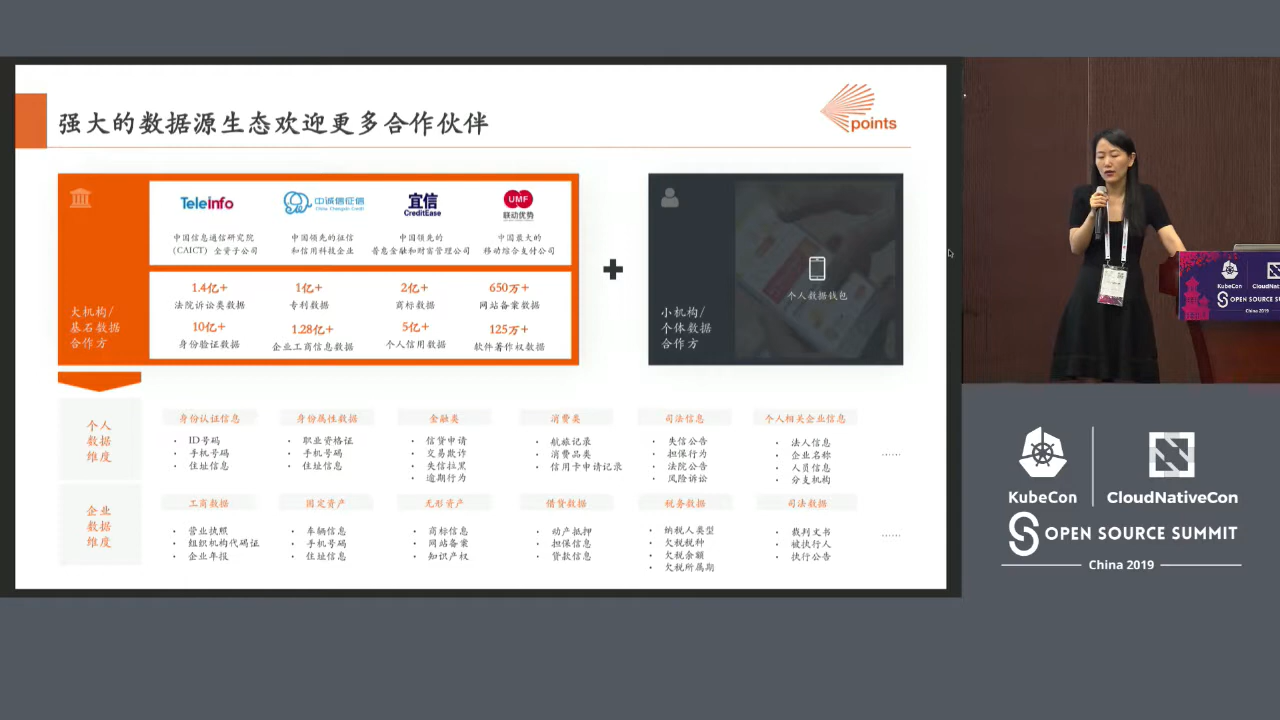 强大的数据源生态欢迎更多合作伙伴
points
Teleinfo
中诚信征信
China Chengxin Credit
宜信
CreditEase
UMF
联动优势
中国信息通信研究院
(CAICT) 全资子公司
中国领先的征信
和信用科技企业
中国领先的
普惠金融和财富管理公司
中国最大的
移动综合支付公司
大机构/
基石数据
合作方
1.4亿+
法院诉讼类数据
1亿+
专利数据
2亿+
商标数据
650万+
网站备案数据
10亿+
身份验证数据
1.28亿+
企业工商信息数据
5亿+
个人信用数据
125万+
软件著作权数据
小机构/
个体数据
合作方
个人数据钱包
个人
数据
维度
身份认证信息
• ID号码
• 手机号码
• 住址信息
身份属性数据
• 职业资格证
• 手机号码
• 住址信息
金融类
• 信贷申请
• 交易欺诈
• 失信拉黑
• 逾期行为
消费类
• 航旅记录
• 消费品类
• 信用卡申请记录
司法信息
• 失信公告
• 担保行为
• 法院公告
• 风险诉讼
个人相关企业信息
• 法人信息
• 企业名称
• 人员信息
• 分支机构
……
企业
数据
维度
工商数据
• 营业执照
• 组织机构代码证
• 企业年报
固定资产
• 车辆信息
• 手机号码
• 住址信息
无形资产
• 商标信息
• 网站备案
• 知识产权
借贷数据
• 动产抵押
• 担保信息
• 贷款信息
税务数据
• 纳税人类型
• 欠税税种
• 欠税余额
• 欠税所属期
司法数据
• 裁判文书
• 被执行人
• 执行公告
……
KubeCon
CloudNativeCon
OPEN SOURCE SUMMIT
China 2019
KubeCon
OPEN SOURCE
China 2019